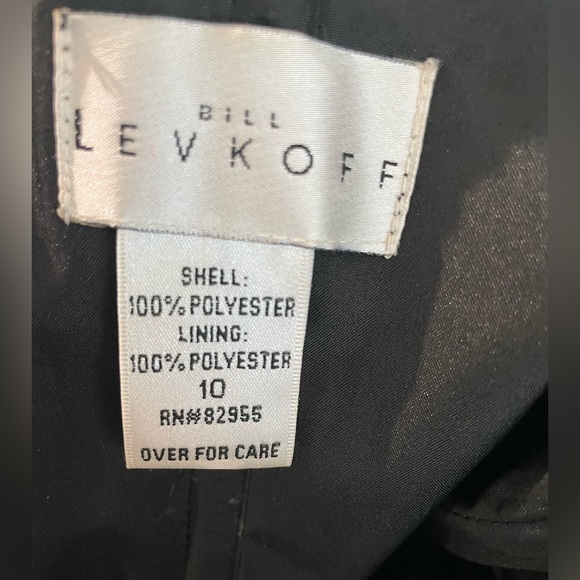 BILL
LEVKOFF
SHELL:
100% POLYESTER
LINING:
100% POLYESTER
10
RN#82955
OVER FOR CARE